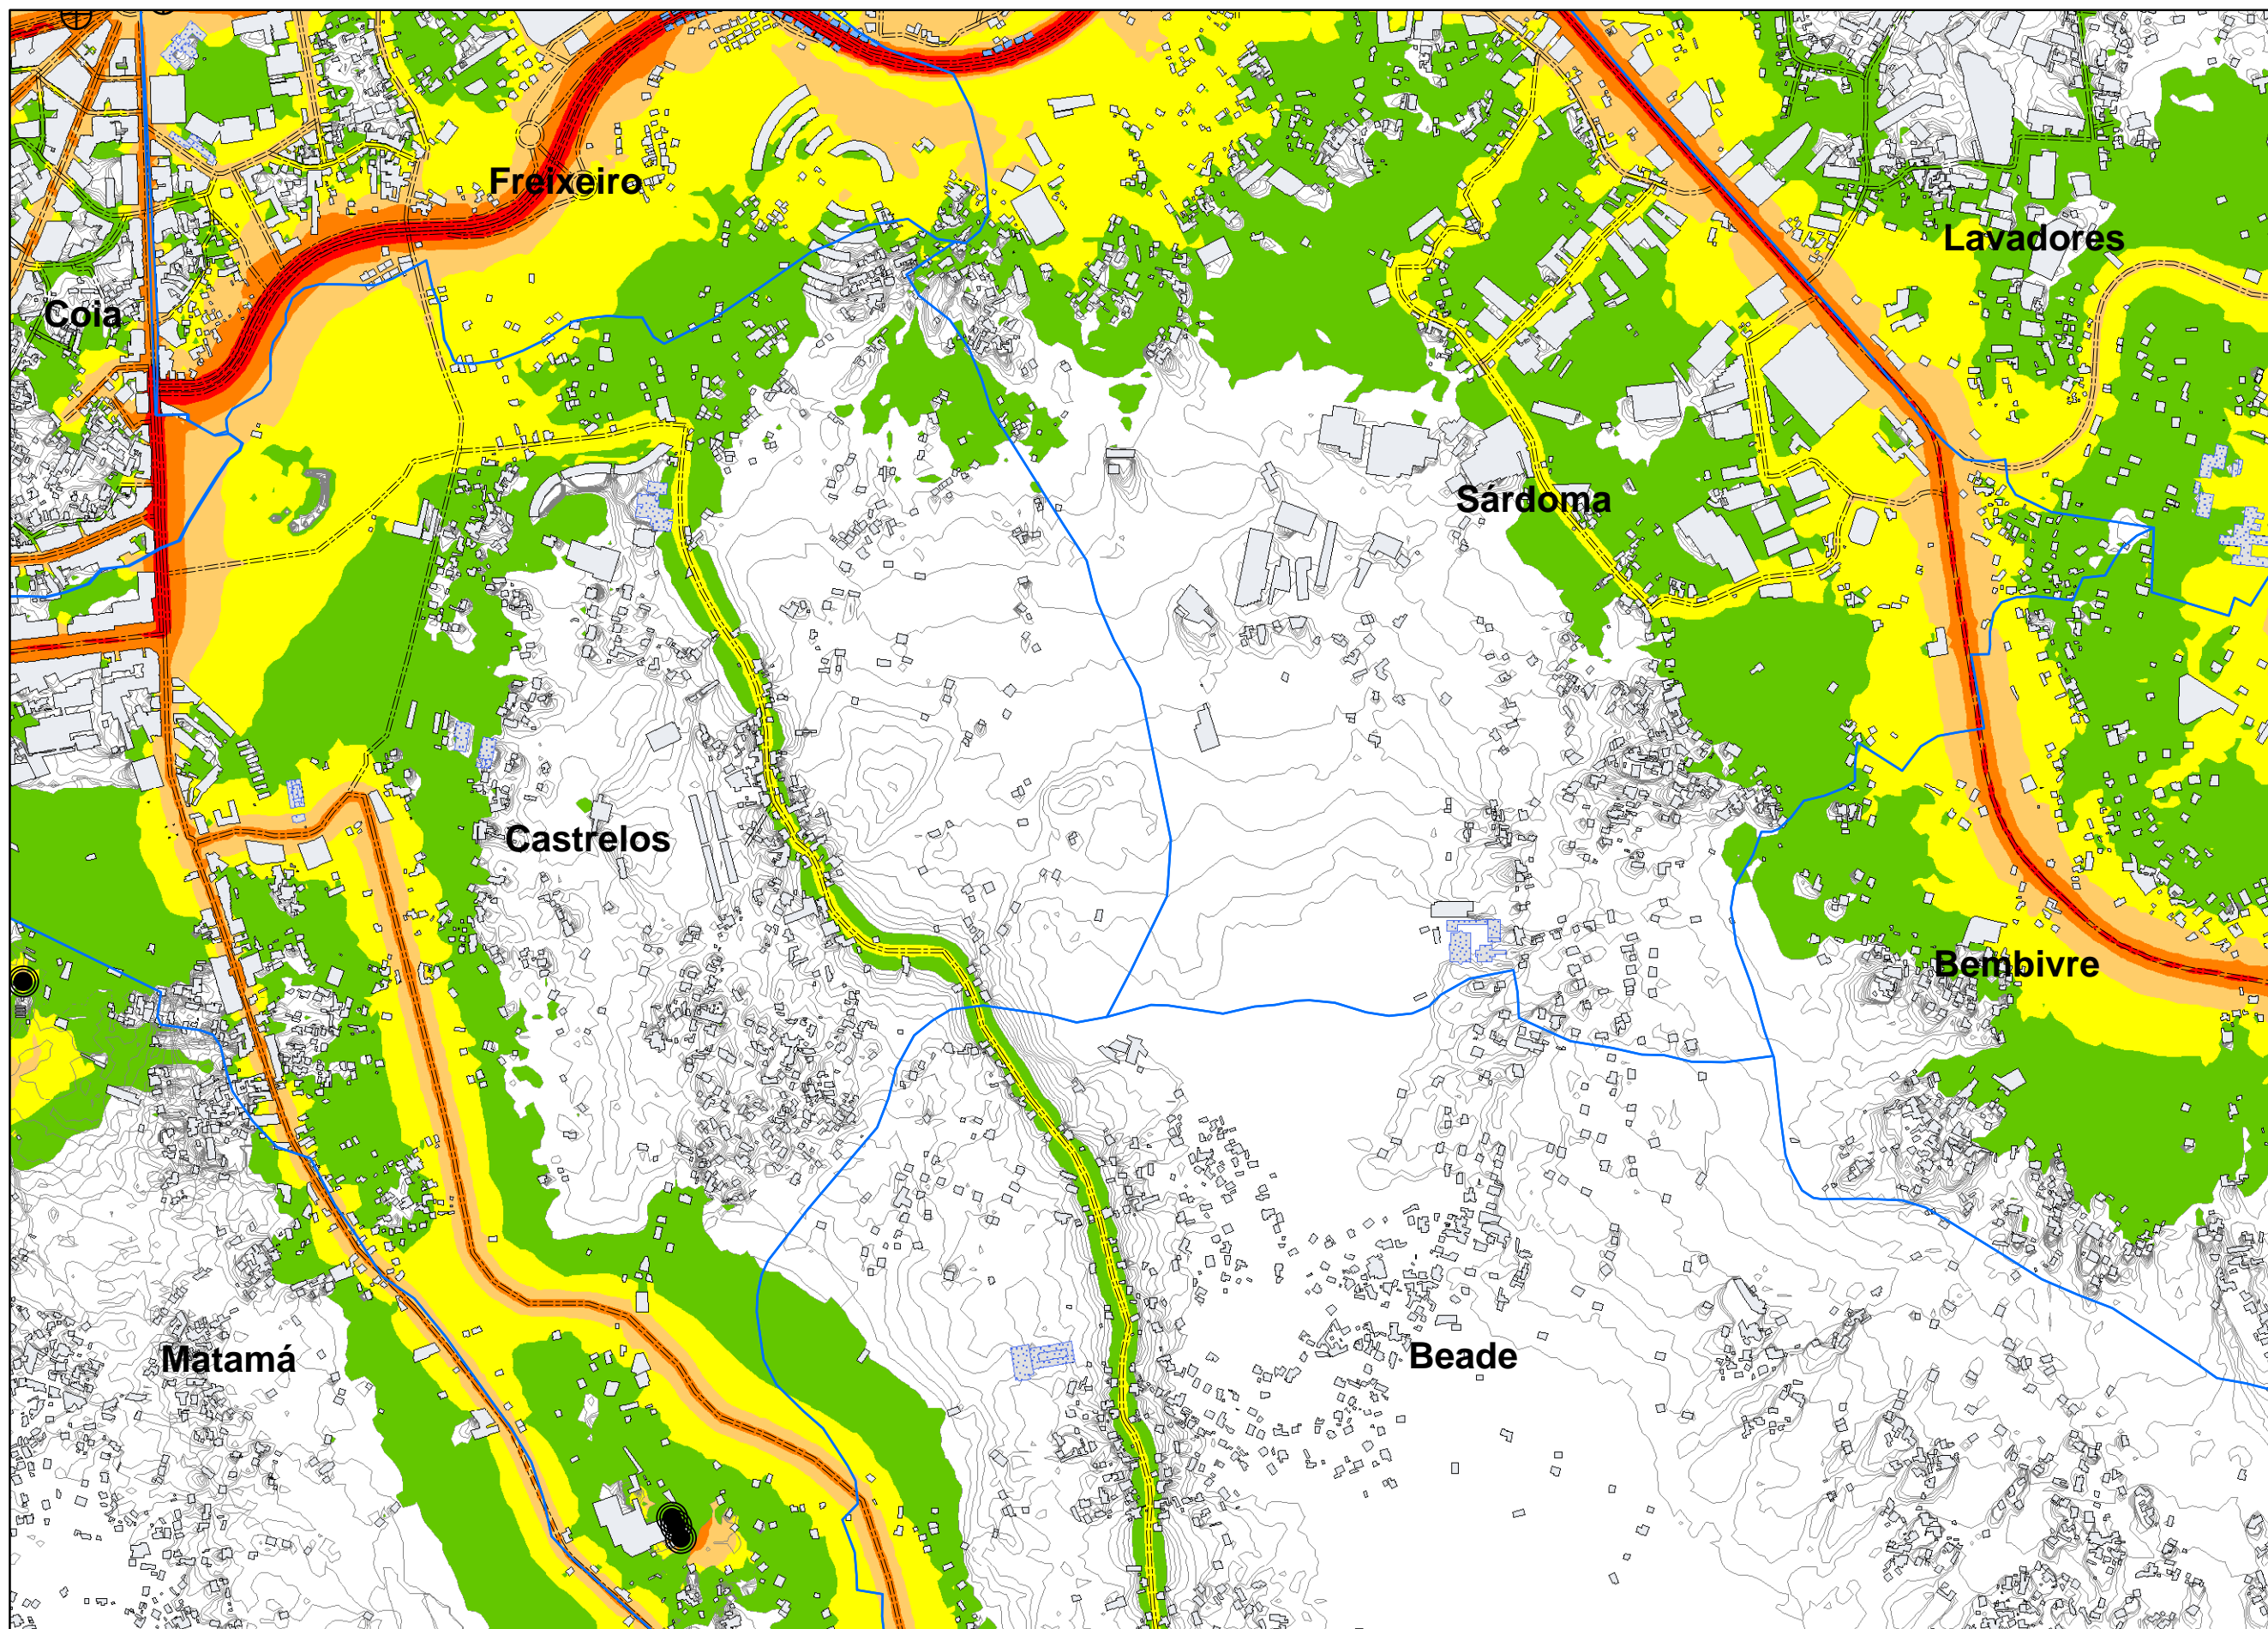 Freixeiro
Lavadores
Coia
Sárdoma
Castrelos
Bembivre
Matamá
Beade